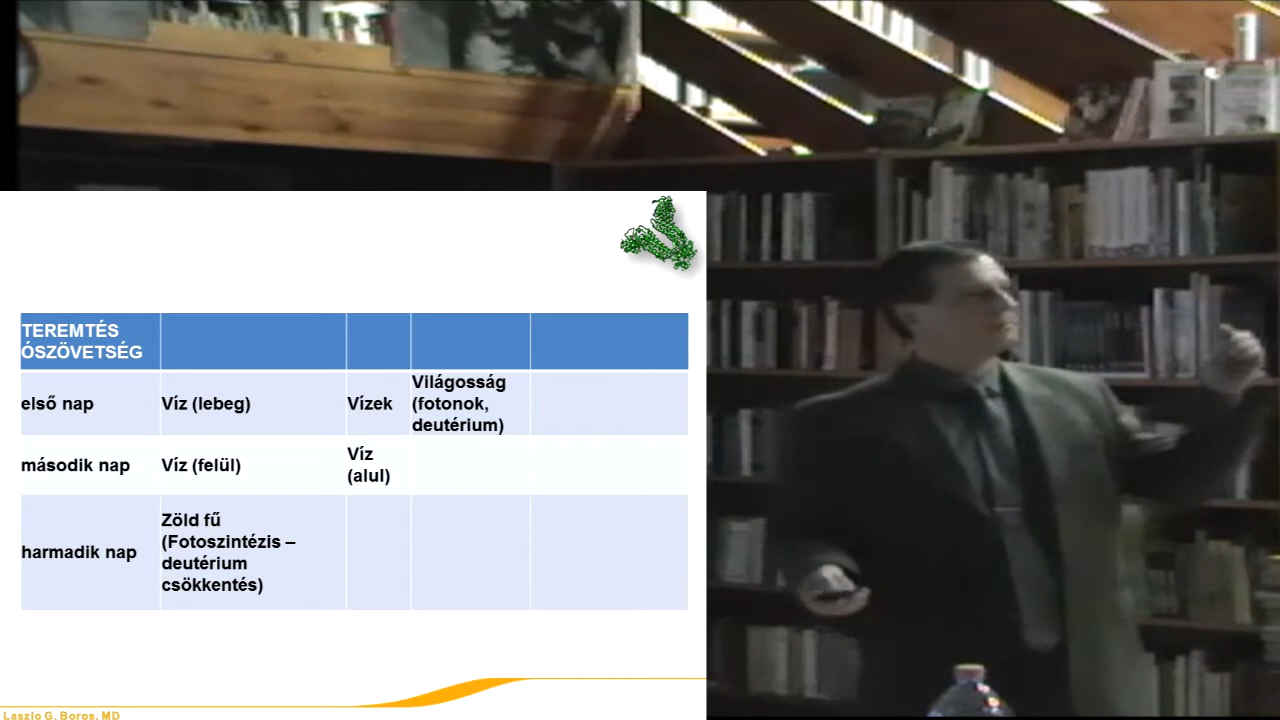 TEREMTÉS
ÓSZÖVETSÉG
első nap
Víz (lebeg)
Vízek
Világosság
(fotonok,
deutérium)
második nap
Víz (felül)
Víz
(alul)
harmadik nap
Zöld fű
(Fotoszintézis –
deutérium
csökkentés)
Laszlo G. Boros, MD